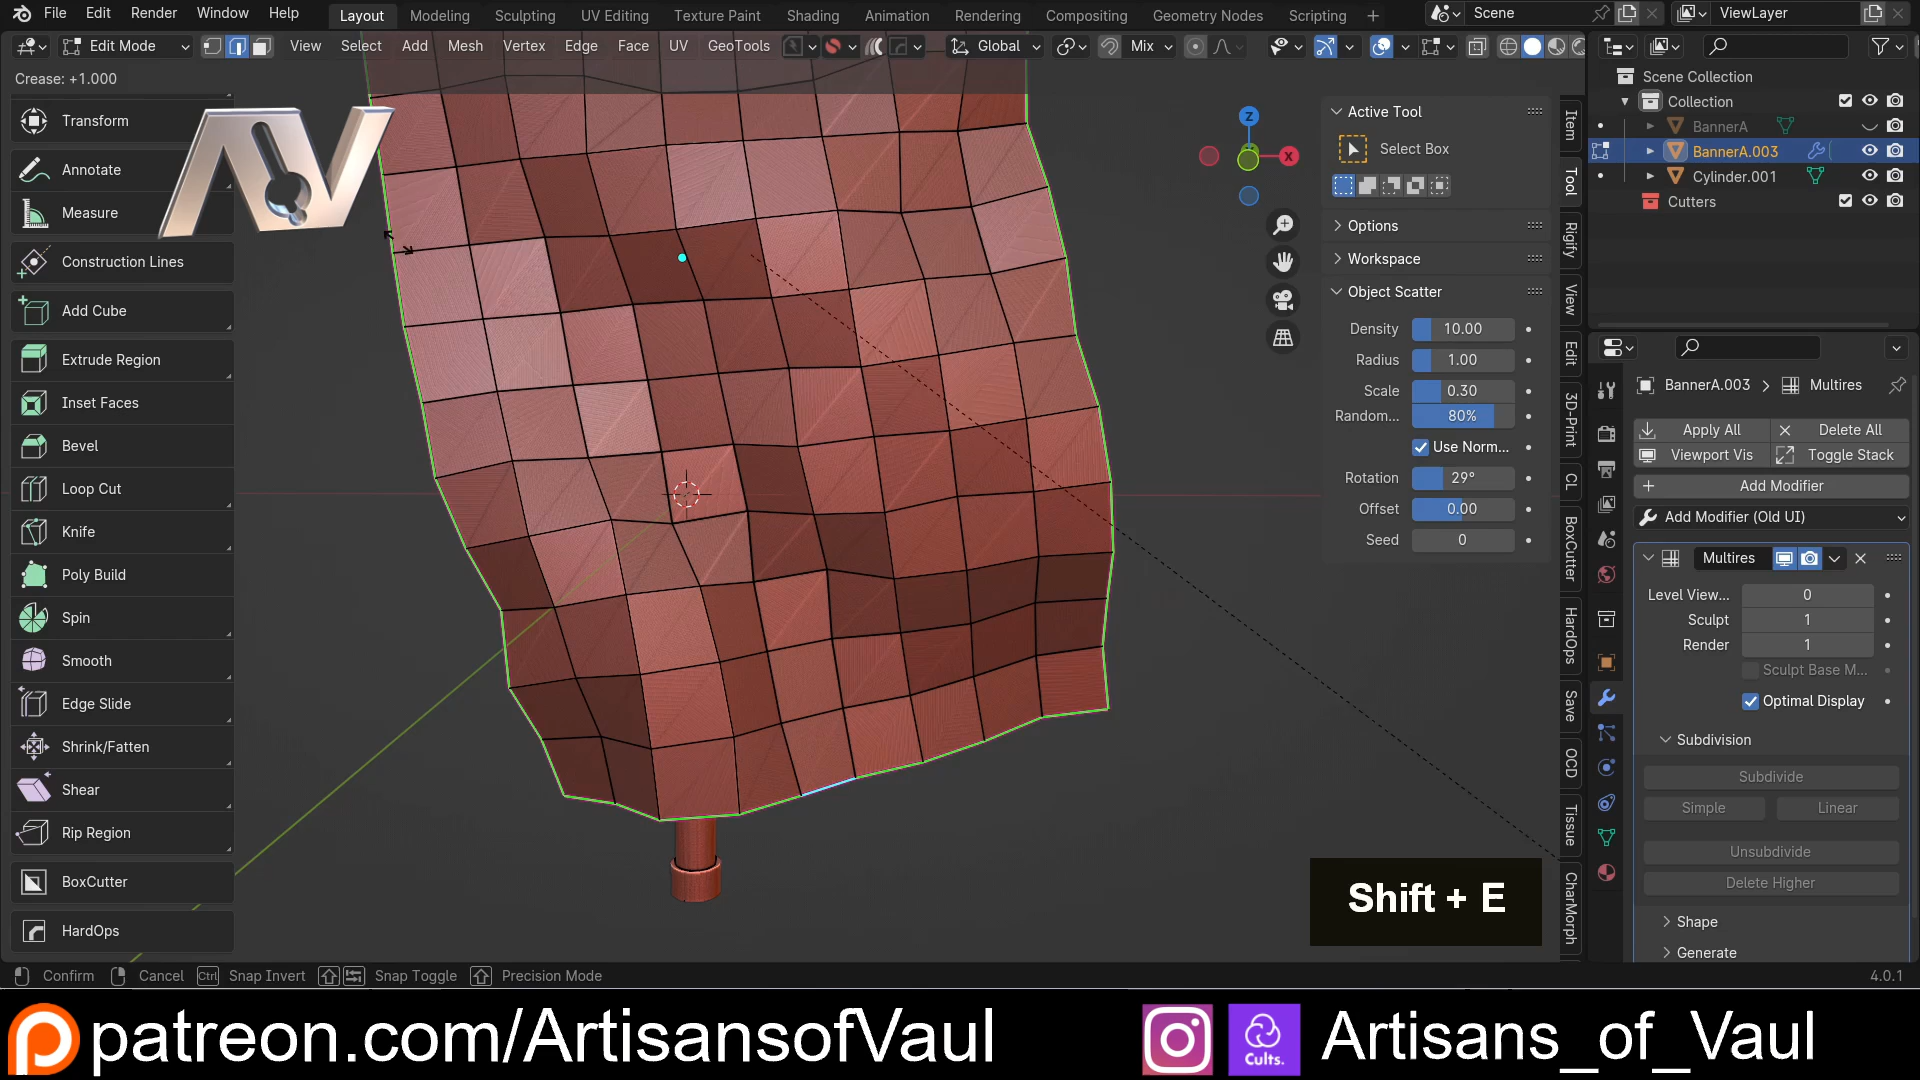 File Edit Render Window Help Layout Modeling Sculpting UV Editing Texture Paint Shading Animation Rendering Compositing Geometry Nodes Scripting + Scene ViewLayer
Edit Mode View Select Add Mesh Vertex Edge Face UV GeoTools Global Mix
Crease: +1.000
Transform
Annotate
Measure
Construction Lines
Add Cube
Extrude Region
Inset Faces
Bevel
Loop Cut
Knife
Poly Build
Spin
Smooth
Edge Slide
Shrink/Fatten
Shear
Rip Region
BoxCutter
HardOps
AV
Z
X
Active Tool
Select Box
Options
Workspace
Object Scatter
Density 10.00
Radius 1.00
Scale 0.30
Random... 80%
Use Norm...
Rotation 29°
Offset 0.00
Seed 0
Item
Tool
Rigify
View
Edit
3D-Print
CL
BoxCutter
HardOps
Save
OCD
Tissue
CharMorph
Scene Collection
Collection
BannerA
BannerA.003
Cylinder.001
Cutters
BannerA.003 > Multires
Apply All Delete All
Viewport Vis Toggle Stack
Add Modifier
Add Modifier (Old UI)
Multires
Level View... 0
Sculpt 1
Render 1
Sculpt Base M...
Optimal Display
Subdivision
Subdivide
Simple Linear
Unsubdivide
Delete Higher
Shape
Generate
Shift + E
Confirm Cancel Ctrl Snap Invert Snap Toggle Precision Mode 4.0.1
patreon.com/ArtisansofVaul Cults. Artisans_of_Vaul